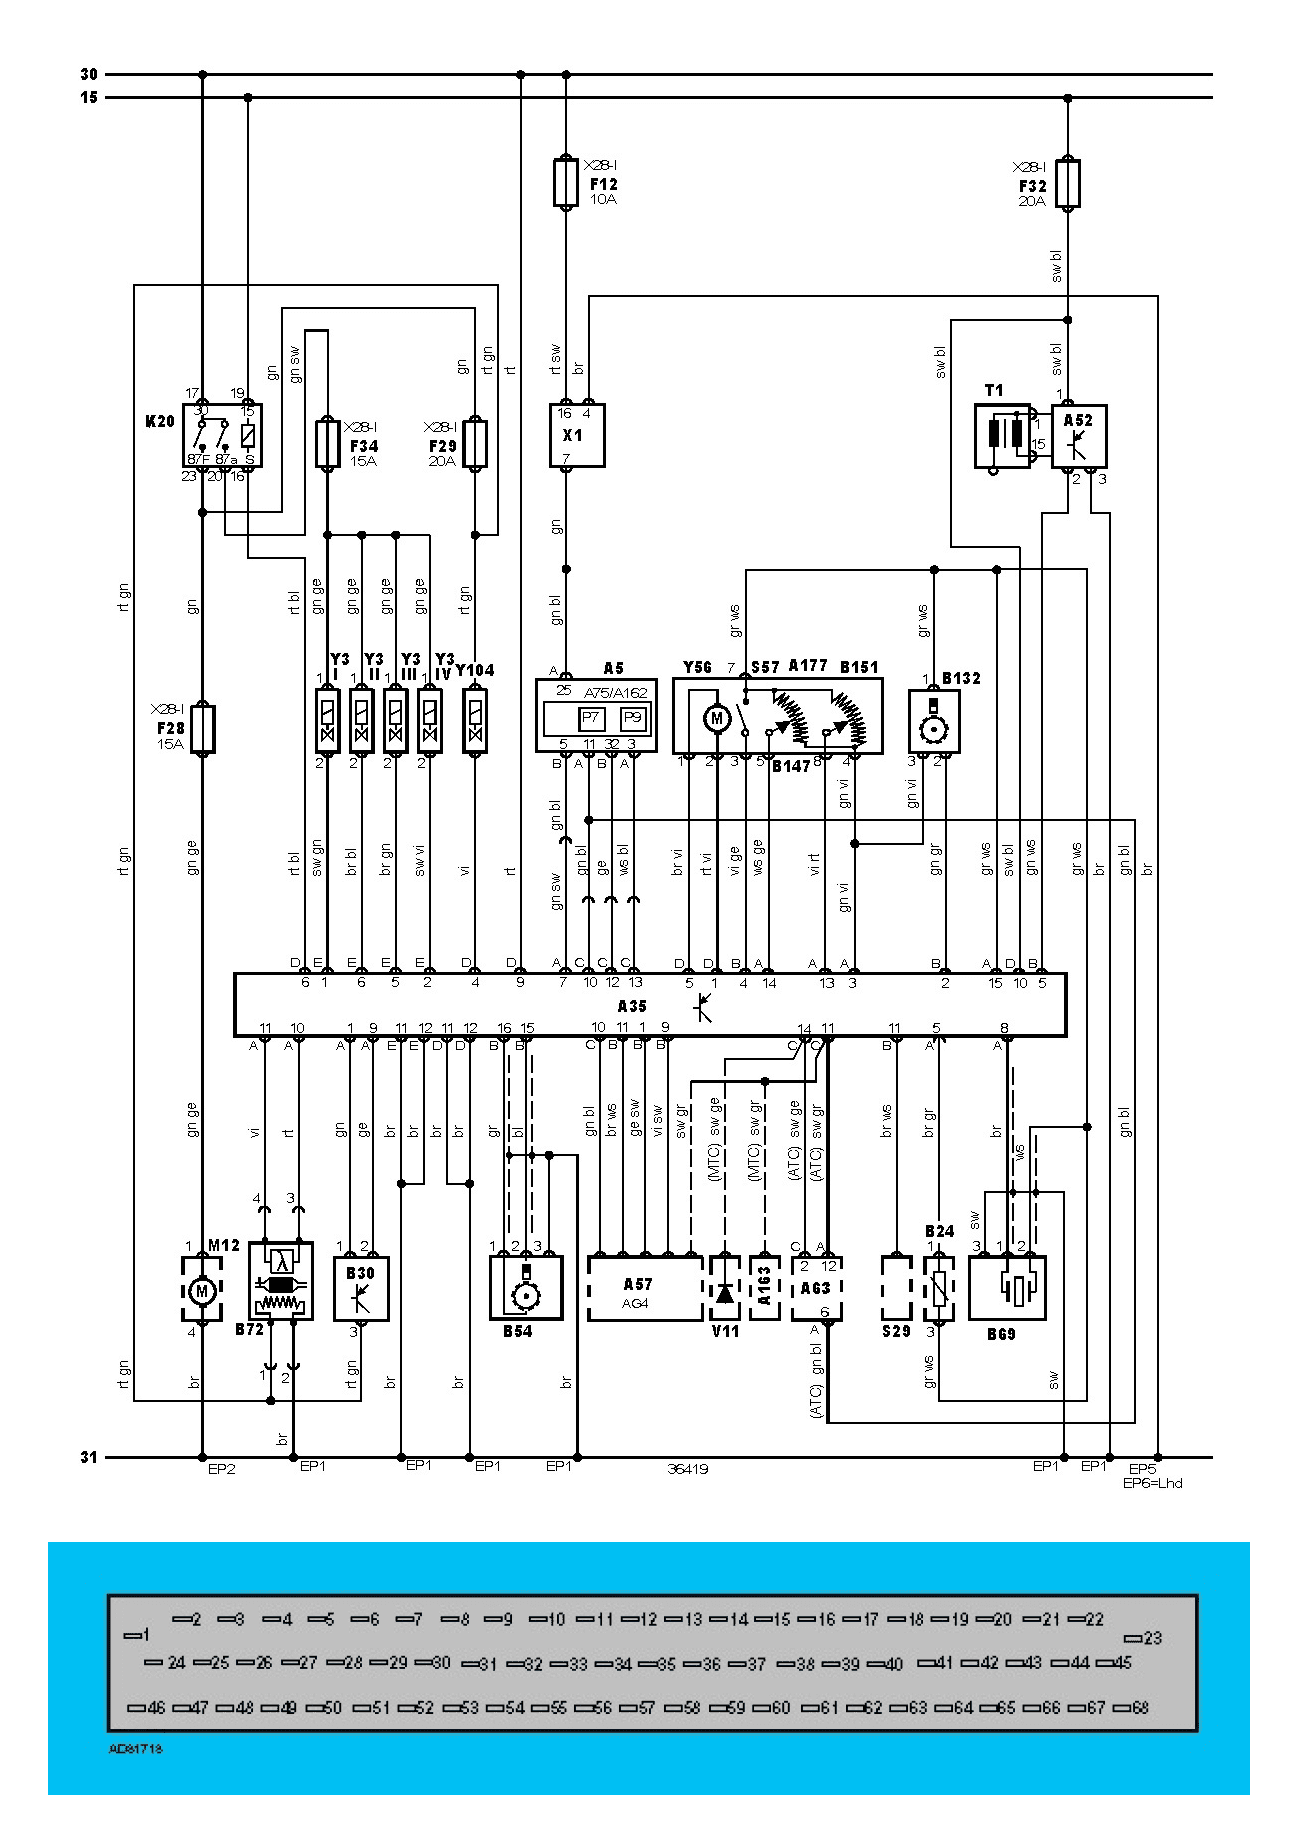 30
15
X28-I
F12
10A
X28-I
F32
20A
sw bl
gn
gn sw
gn
rt gn
rt
rt sw
br
sw bl
sw bl
17
19
K20
30
15
87F
87a
S
23
20
16
X28-I
F34
15A
X28-I
F29
20A
16
4
X1
7
T1
1
15
1
A52
2
3
rt gn
gn
rt bl
gn ge
gn ge
gn ge
gn ge
rt gn
gn
gn bl
gr ws
gr ws
X28-I
F28
15A
Y3
I
Y3
II
Y3
III
Y3
IV
Y104
1
1
1
1
2
2
2
2
A
A5
25
A75/A162
P7
P9
5
11
32
3
B
A
B
A
Y56
7
S57
A177
B151
M
1
2
3
5
B147
8
4
1
B132
3
2
rt gn
gn ge
rt bl
sw gn
br bl
br gn
sw vi
vi
rt
gn bl
gn sw
gn bl
ge
ws bl
br vi
rt vi
vi ge
ws ge
vi rt
gn vi
gn vi
gn vi
gn gr
gr ws
sw bl
gr ws
br
gn bl
br
D
E
E
E
E
D
D
A
C
C
C
D
D
B
A
A
A
B
A
D
B
6
1
6
5
2
4
9
7
10
12
13
5
1
4
14
13
3
2
15
10
5
A35
11
10
1
9
11
12
11
12
16
15
10
11
1
9
14
11
11
5
8
A
A
A
A
E
E
D
D
B
B
C
B
B
B
C
C
B
A
A
gn ge
vi
rt
gn
ge
br
br
br
br
gr
bl
gn bl
br ws
ge sw
vi sw
sw gr
(MTC) sw ge
(MTC) sw gr
(ATC) sw ge
(ATC) sw gr
br ws
br gr
br
ws
gn bl
4
3
sw
1
M12
M
4
B72
1
2
1
2
B30
3
1
2
3
B54
A57
AG4
V11
A163
C
A
2
12
A63
6
A
S29
B24
1
3
3
1
2
B69
rt gn
br
br
rt gn
br
br
br
(ATC) gn bl
gr ws
sw
31
EP2
EP1
EP1
EP1
EP1
36419
EP1
EP1
EP5
EP6=Lhd
2 3 4 5 6 7 8 9 10 11 12 13 14 15 16 17 18 19 20 21 22
1
23
24 25 26 27 28 29 30 31 32 33 34 35 36 37 38 39 40 41 42 43 44 45
46 47 48 49 50 51 52 53 54 55 56 57 58 59 60 61 62 63 64 65 66 67 68
AD81718